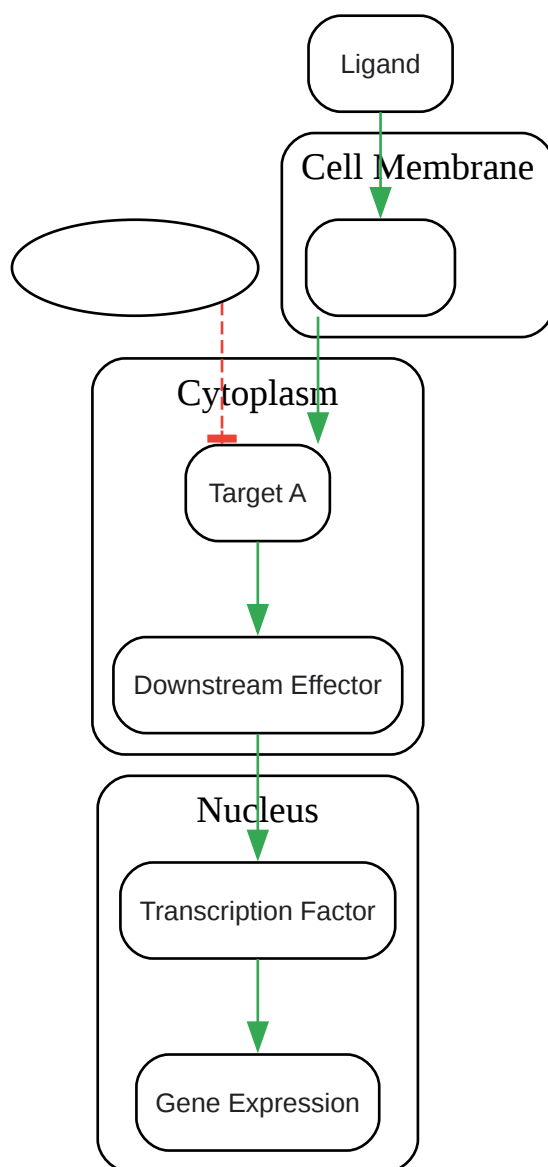 Ligand
Cell Membrane
Cytoplasm
Target A
Downstream Effector
Nucleus
Transcription Factor
Gene Expression